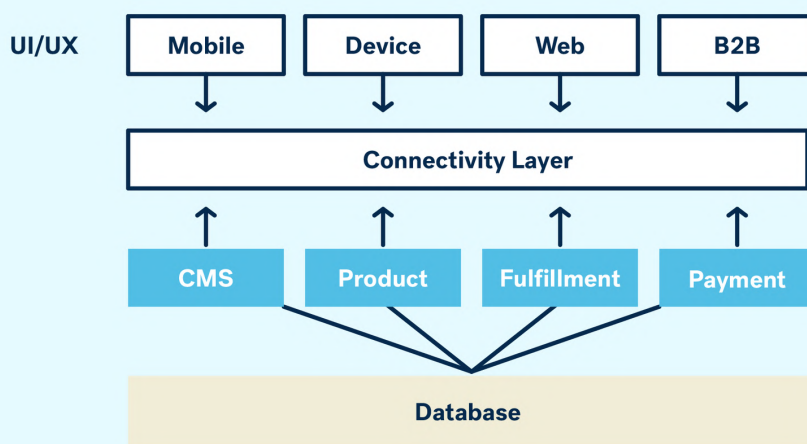 UI/UX
Mobile
Device
Web
B2B
Connectivity Layer
CMS
Product
Fulfillment
Payment
Database